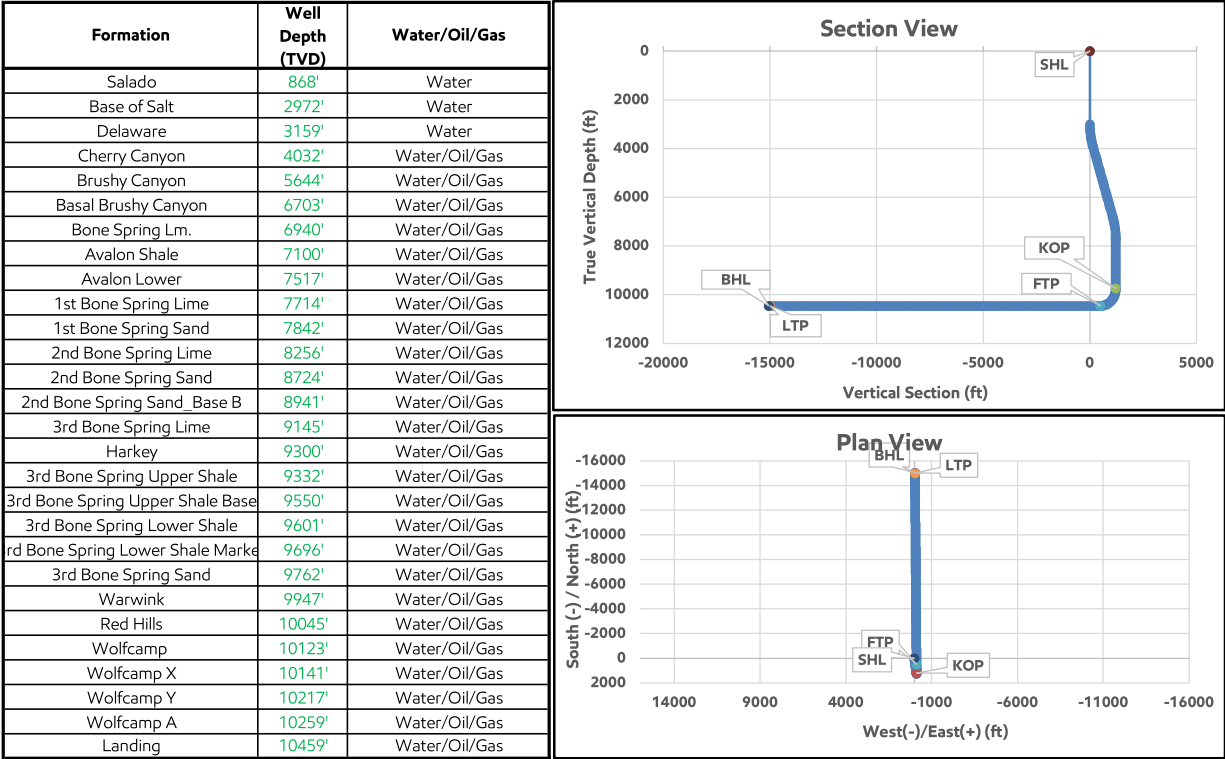 Formation Well Depth (TVD) Water/Oil/Gas
Salado 868' Water
Base of Salt 2972' Water
Delaware 3159' Water
Cherry Canyon 4032' Water/Oil/Gas
Brushy Canyon 5644' Water/Oil/Gas
Basal Brushy Canyon 6703' Water/Oil/Gas
Bone Spring Lm. 6940' Water/Oil/Gas
Avalon Shale 7100' Water/Oil/Gas
Avalon Lower 7517' Water/Oil/Gas
1st Bone Spring Lime 7714' Water/Oil/Gas
1st Bone Spring Sand 7842' Water/Oil/Gas
2nd Bone Spring Lime 8256' Water/Oil/Gas
2nd Bone Spring Sand 8724' Water/Oil/Gas
2nd Bone Spring Sand_Base B 8941' Water/Oil/Gas
3rd Bone Spring Lime 9145' Water/Oil/Gas
Harkey 9300' Water/Oil/Gas
3rd Bone Spring Upper Shale 9332' Water/Oil/Gas
3rd Bone Spring Upper Shale Base 9550' Water/Oil/Gas
3rd Bone Spring Lower Shale 9601' Water/Oil/Gas
rd Bone Spring Lower Shale Marke 9696' Water/Oil/Gas
3rd Bone Spring Sand 9762' Water/Oil/Gas
Warwink 9947' Water/Oil/Gas
Red Hills 10045' Water/Oil/Gas
Wolfcamp 10123' Water/Oil/Gas
Wolfcamp X 10141' Water/Oil/Gas
Wolfcamp Y 10217' Water/Oil/Gas
Wolfcamp A 10259' Water/Oil/Gas
Landing 10459' Water/Oil/Gas
Section View
True Vertical Depth (ft)
0
2000
4000
6000
8000
10000
12000
SHL
KOP
FTP
BHL
LTP
-20000 -15000 -10000 -5000 0 5000
Vertical Section (ft)
Plan View
South (-) / North (+) (ft)
-16000
-14000
-12000
-10000
-8000
-6000
-4000
-2000
0
2000
BHL
LTP
FTP
SHL
KOP
14000 9000 4000 -1000 -6000 -11000 -16000
West(-)/East(+) (ft)